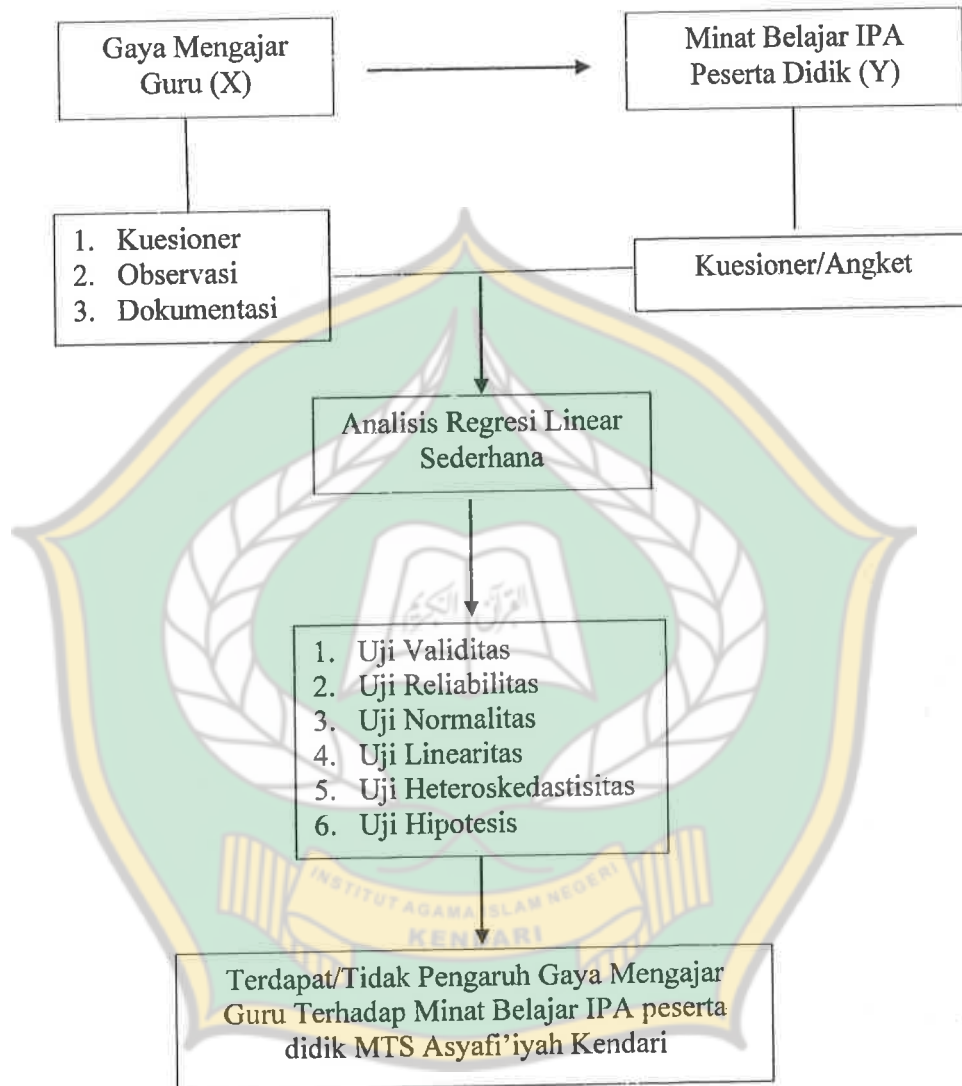 Gaya Mengajar
Guru (X)
Minat Belajar IPA
Peserta Didik (Y)
1. Kuesioner
2. Observasi
3. Dokumentasi
Kuesioner/Angket
Analisis Regresi Linear
Sederhana
القرآن الكريم
1. Uji Validitas
2. Uji Reliabilitas
3. Uji Normalitas
4. Uji Linearitas
5. Uji Heteroskedastisitas
6. Uji Hipotesis
INSTITUT AGAMA ISLAM NEGERI
KENDARI
Terdapat/Tidak Pengaruh Gaya Mengajar
Guru Terhadap Minat Belajar IPA peserta
didik MTS Asyafi'iyah Kendari